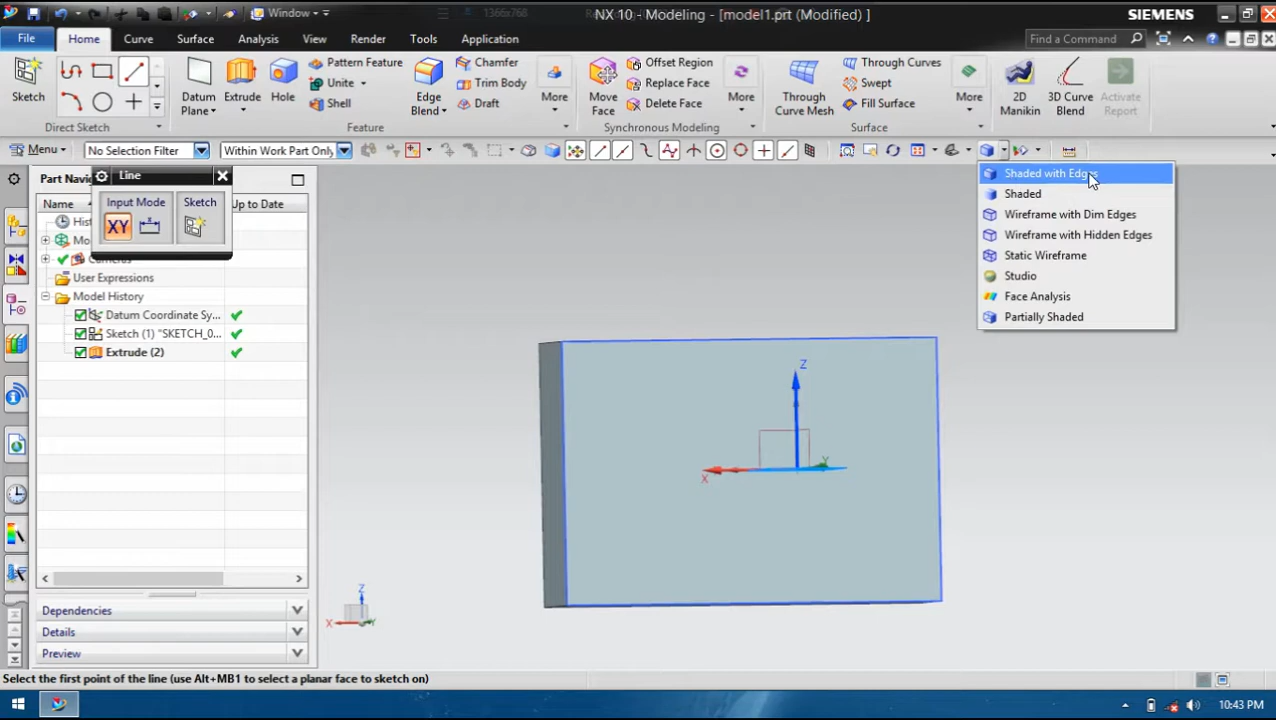 Window
1366x768
NX 10 - Modeling - [model1.prt (Modified) ]
SIEMENS
File
Home
Curve
Surface
Analysis
View
Render
Tools
Application
Find a Command
Sketch
Direct Sketch
Datum
Plane
Extrude
Hole
Pattern Feature
Unite
Shell
Edge
Blend
Chamfer
Trim Body
Draft
More
Feature
Move
Face
Offset Region
Replace Face
Delete Face
More
Synchronous Modeling
Through
Curve Mesh
Through Curves
Swept
Fill Surface
More
Surface
2D
Manikin
3D Curve
Blend
Activate
Report
Menu
No Selection Filter
Within Work Part Only
Part Nav
Line
Name
Up to Date
Input Mode
Sketch
XY
Hist
Mo
Cameras
User Expressions
Model History
Datum Coordinate Sy...
Sketch (1) "SKETCH_0...
Extrude (2)
Dependencies
Details
Preview
Shaded with Edges
Shaded
Wireframe with Dim Edges
Wireframe with Hidden Edges
Static Wireframe
Studio
Face Analysis
Partially Shaded
Z
Y
X
Z
X
Y
Select the first point of the line (use Alt+MB1 to select a planar face to sketch on)
10:43 PM